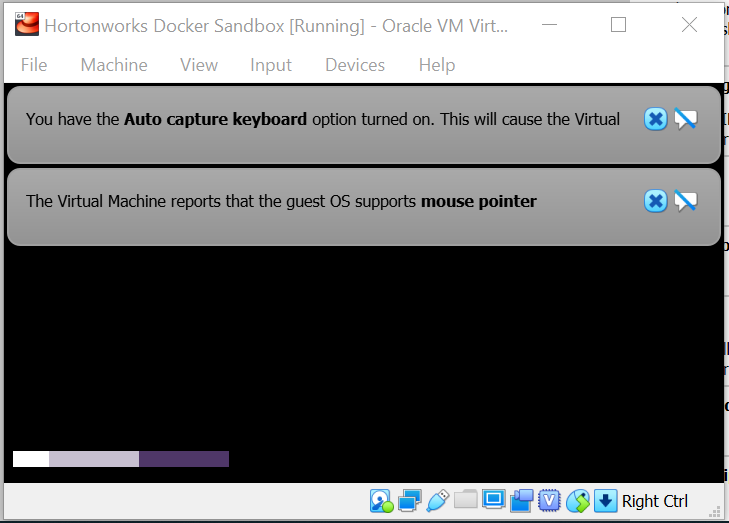 Hortonworks Docker Sandbox [Running] - Oracle VM Virt...
File Machine View Input Devices Help
You have the Auto capture keyboard option turned on. This will cause the Virtual
The Virtual Machine reports that the guest OS supports mouse pointer
Right Ctrl